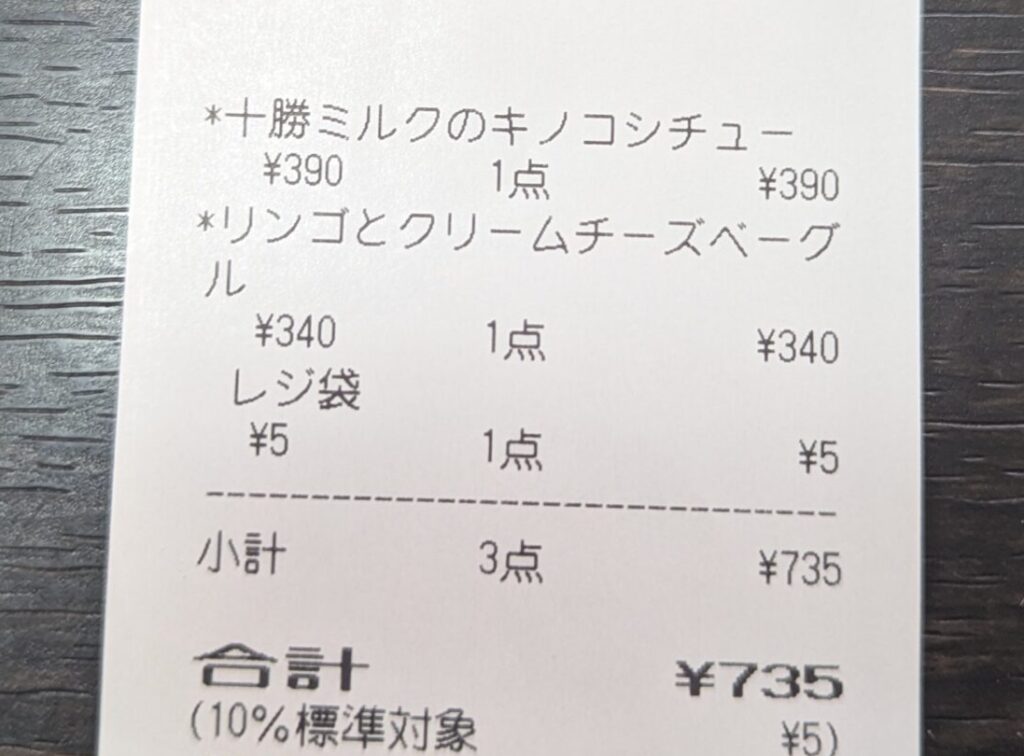 *十勝ミルクのキノコシチュー
¥390 1点 ¥390
*リンゴとクリームチーズベーグ
ル
¥340 1点 ¥340
レジ袋
¥5 1点 ¥5
--------------------------------
小計 3点 ¥735
合計 ¥735
(10%標準対象 ¥5)